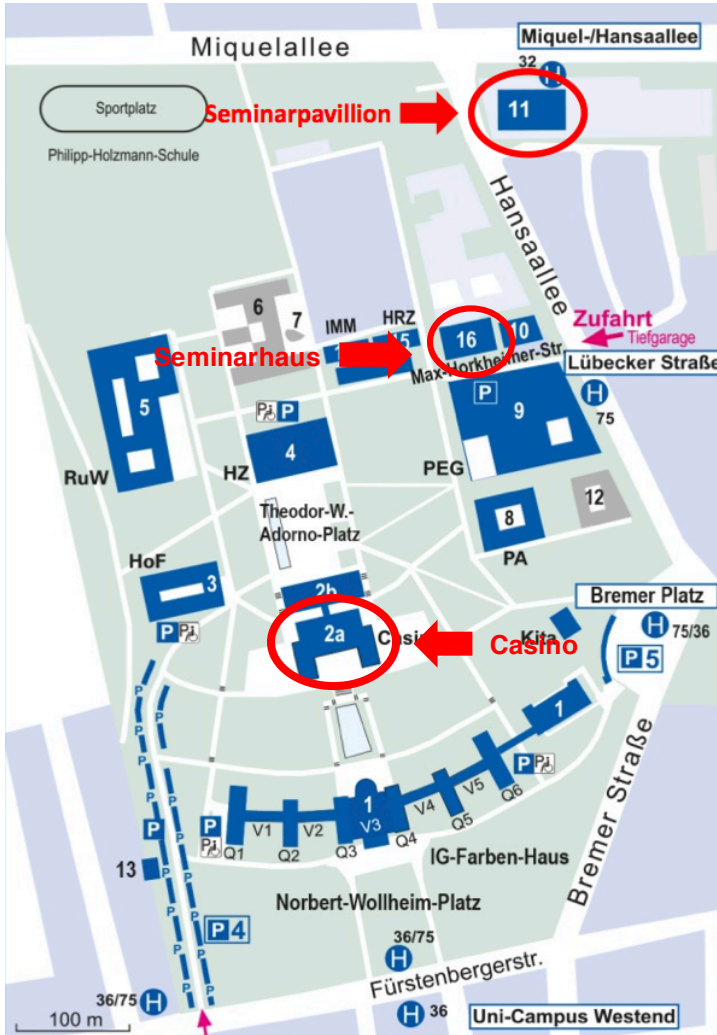 Miquelallee
Miquel-/Hansaallee
32
H
Sportplatz
Seminarpavillion
11
Philipp-Holzmann-Schule
Hansaallee
6
7
IMM
HRZ
16
10
Zufahrt
Tiefgarage
Seminarhaus
Max-Horkheimer-Str.
Lübecker Straße
H
75
5
P
9
P
P
4
RuW
HZ
PEG
12
8
Theodor-W.-
Adorno-Platz
PA
HoF
3
2b
Bremer Platz
H
75/36
P
P
2a
Casino
Kita
P 5
1
P
P
P
V1
V2
1
V3
V4
V5
Q1
Q2
Q3
Q4
Q5
Q6
P
P
P
13
IG-Farben-Haus
Bremer Straße
Norbert-Wollheim-Platz
P 4
36/75
H
Fürstenbergerstr.
36/75
H
H
36
100 m
Uni-Campus Westend